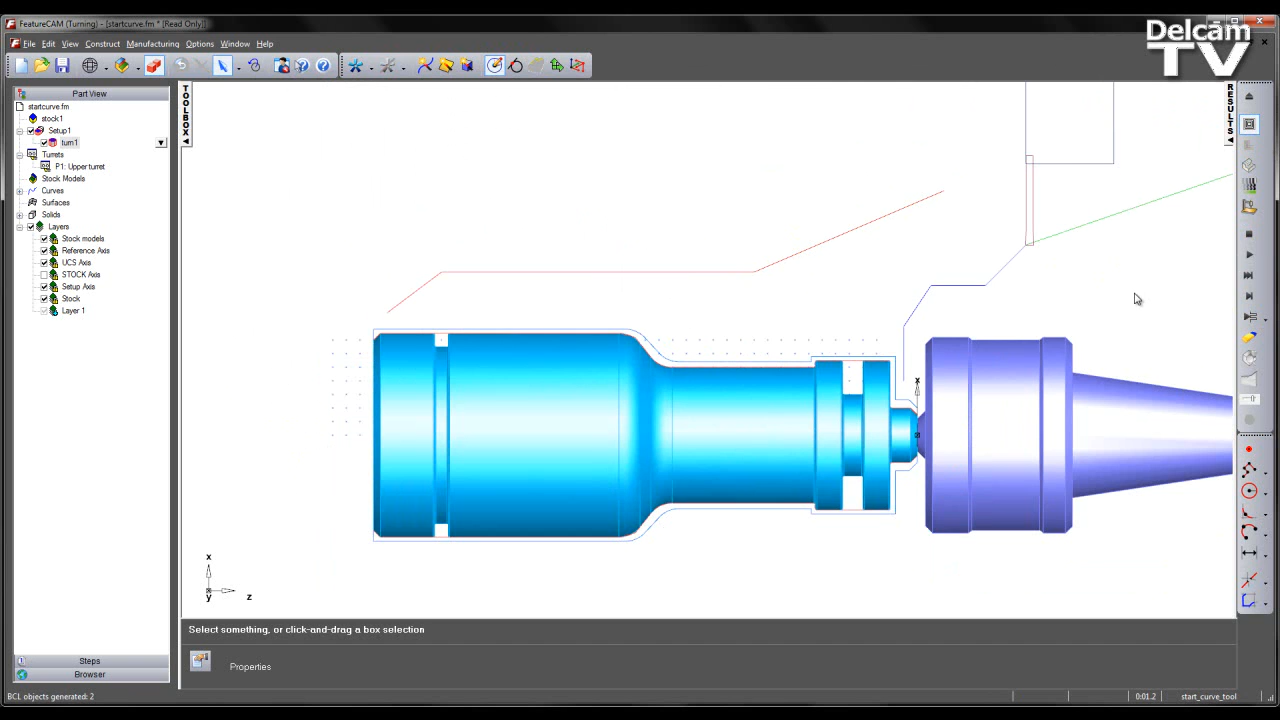 FeatureCAM (Turning) - [startcurve.fm * [Read Only]]
Delcam
TV
File Edit View Construct Manufacturing Options Window Help
Part View
startcurve.fm
stock1
Setup1
turn1
Turrets
P1: Upper turret
Stock Models
Curves
Surfaces
Solids
Layers
Stock models
Reference Axis
UCS Axis
STOCK Axis
Setup Axis
Stock
Layer 1
TOOLBOX
RESULTS
x
x
y
z
Steps
Browser
Select something, or click-and-drag a box selection
Properties
BCL objects generated: 2
0:01.2
start_curve_tool